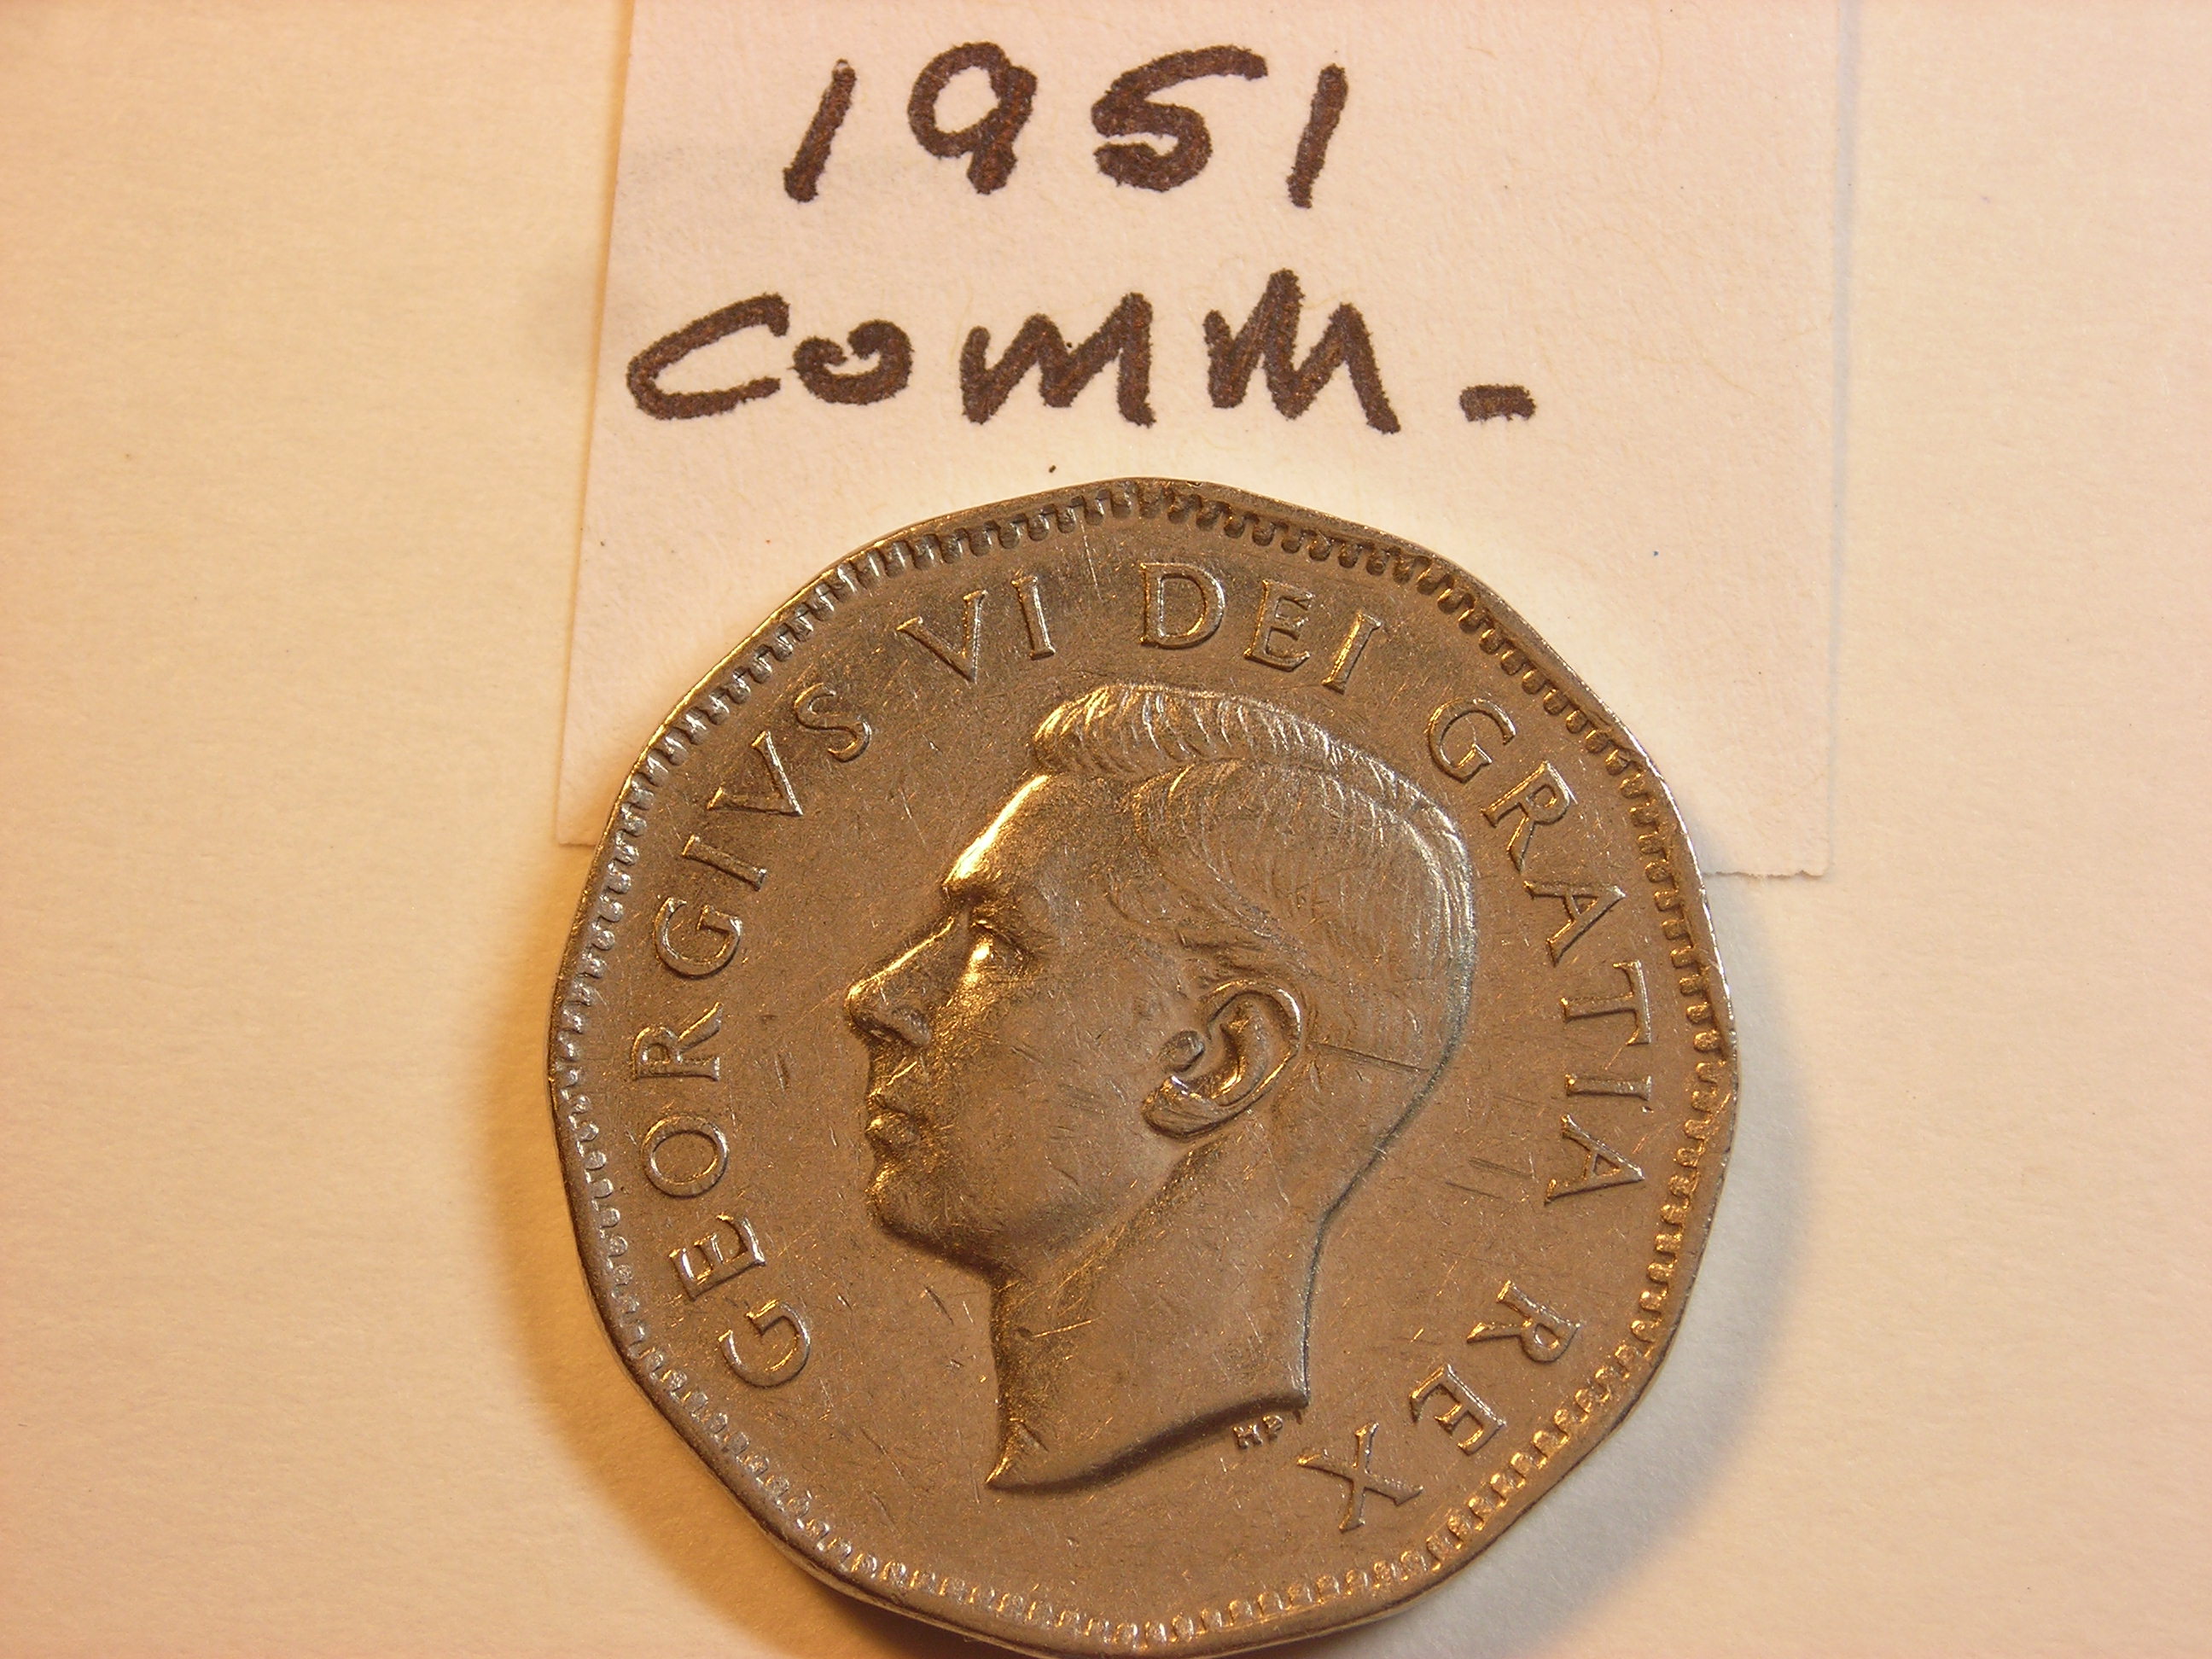 1951
Comm-
GEORGIVS VI DEI GRATIA REX
HP